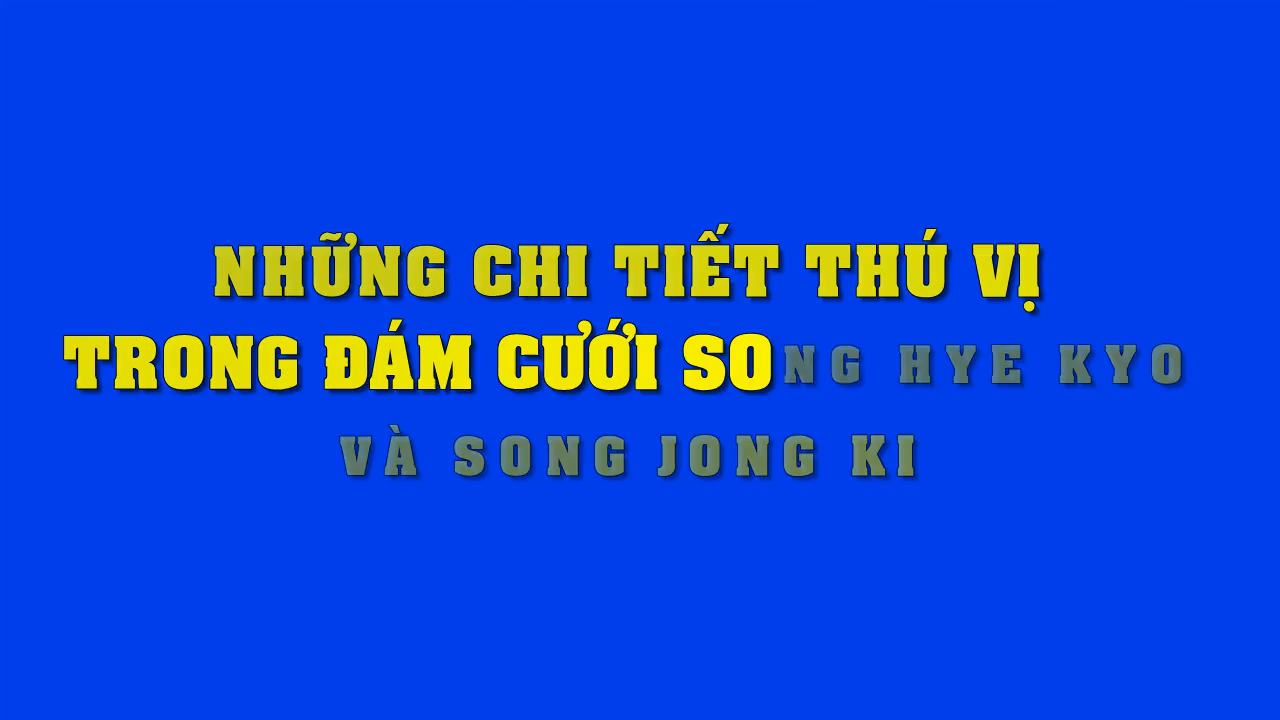 NHỮNG CHI TIẾT THÚ VỊ
TRONG ĐÁM CƯỚI SONG HYE KYO
VÀ SONG JONG KI